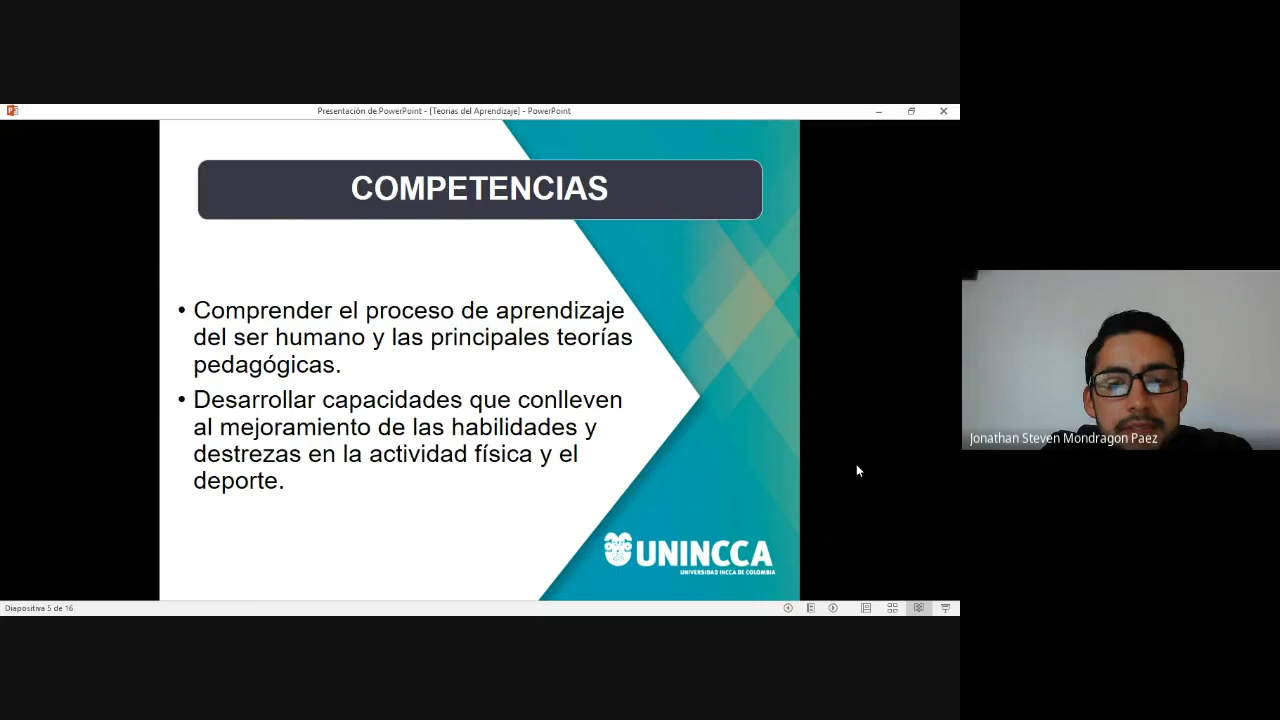 Presentación de PowerPoint - [Teorias del Aprendizaje] - PowerPoint
COMPETENCIAS
• Comprender el proceso de aprendizaje
del ser humano y las principales teorías
pedagógicas.
• Desarrollar capacidades que conlleven
al mejoramiento de las habilidades y
destrezas en la actividad física y el
deporte.
UNINCCA
UNIVERSIDAD INCCA DE COLOMBIA
Jonathan Steven Mondragon Paez
Diapositiva 5 de 16